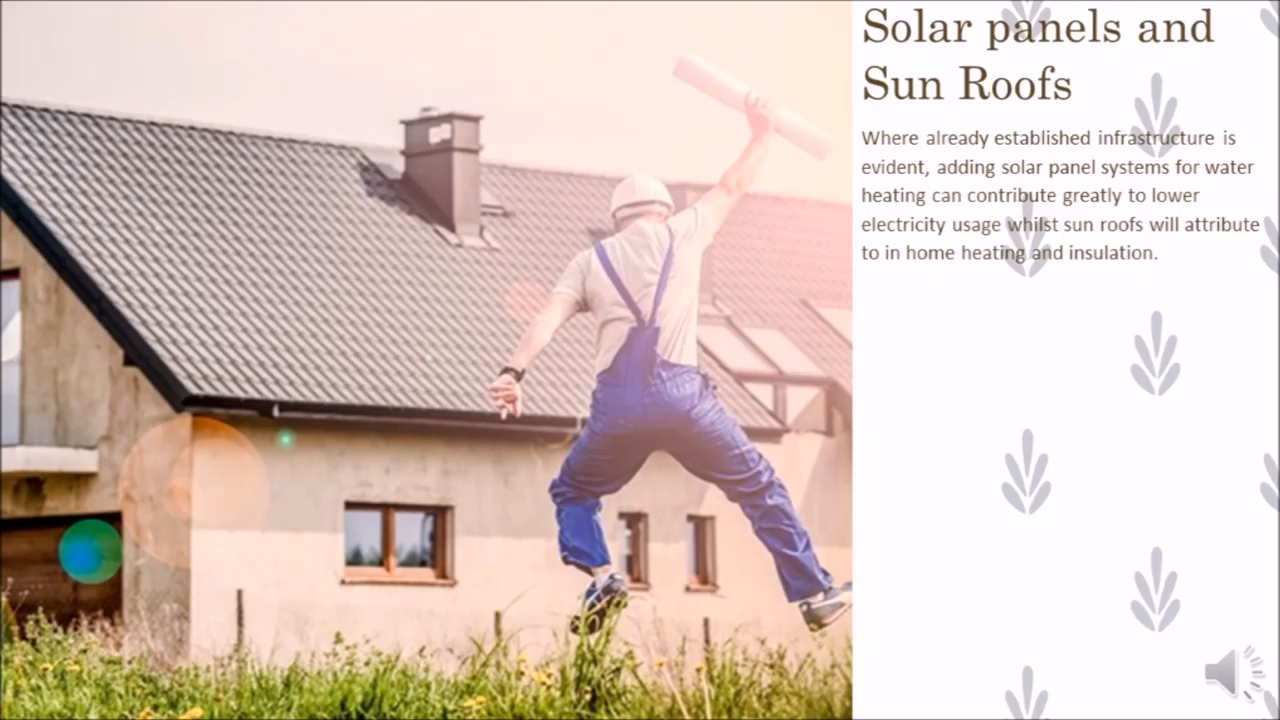 Solar panels and
Sun Roofs
Where already established infrastructure is
evident, adding solar panel systems for water
heating can contribute greatly to lower
electricity usage whilst sun roofs will attribute
to in home heating and insulation.